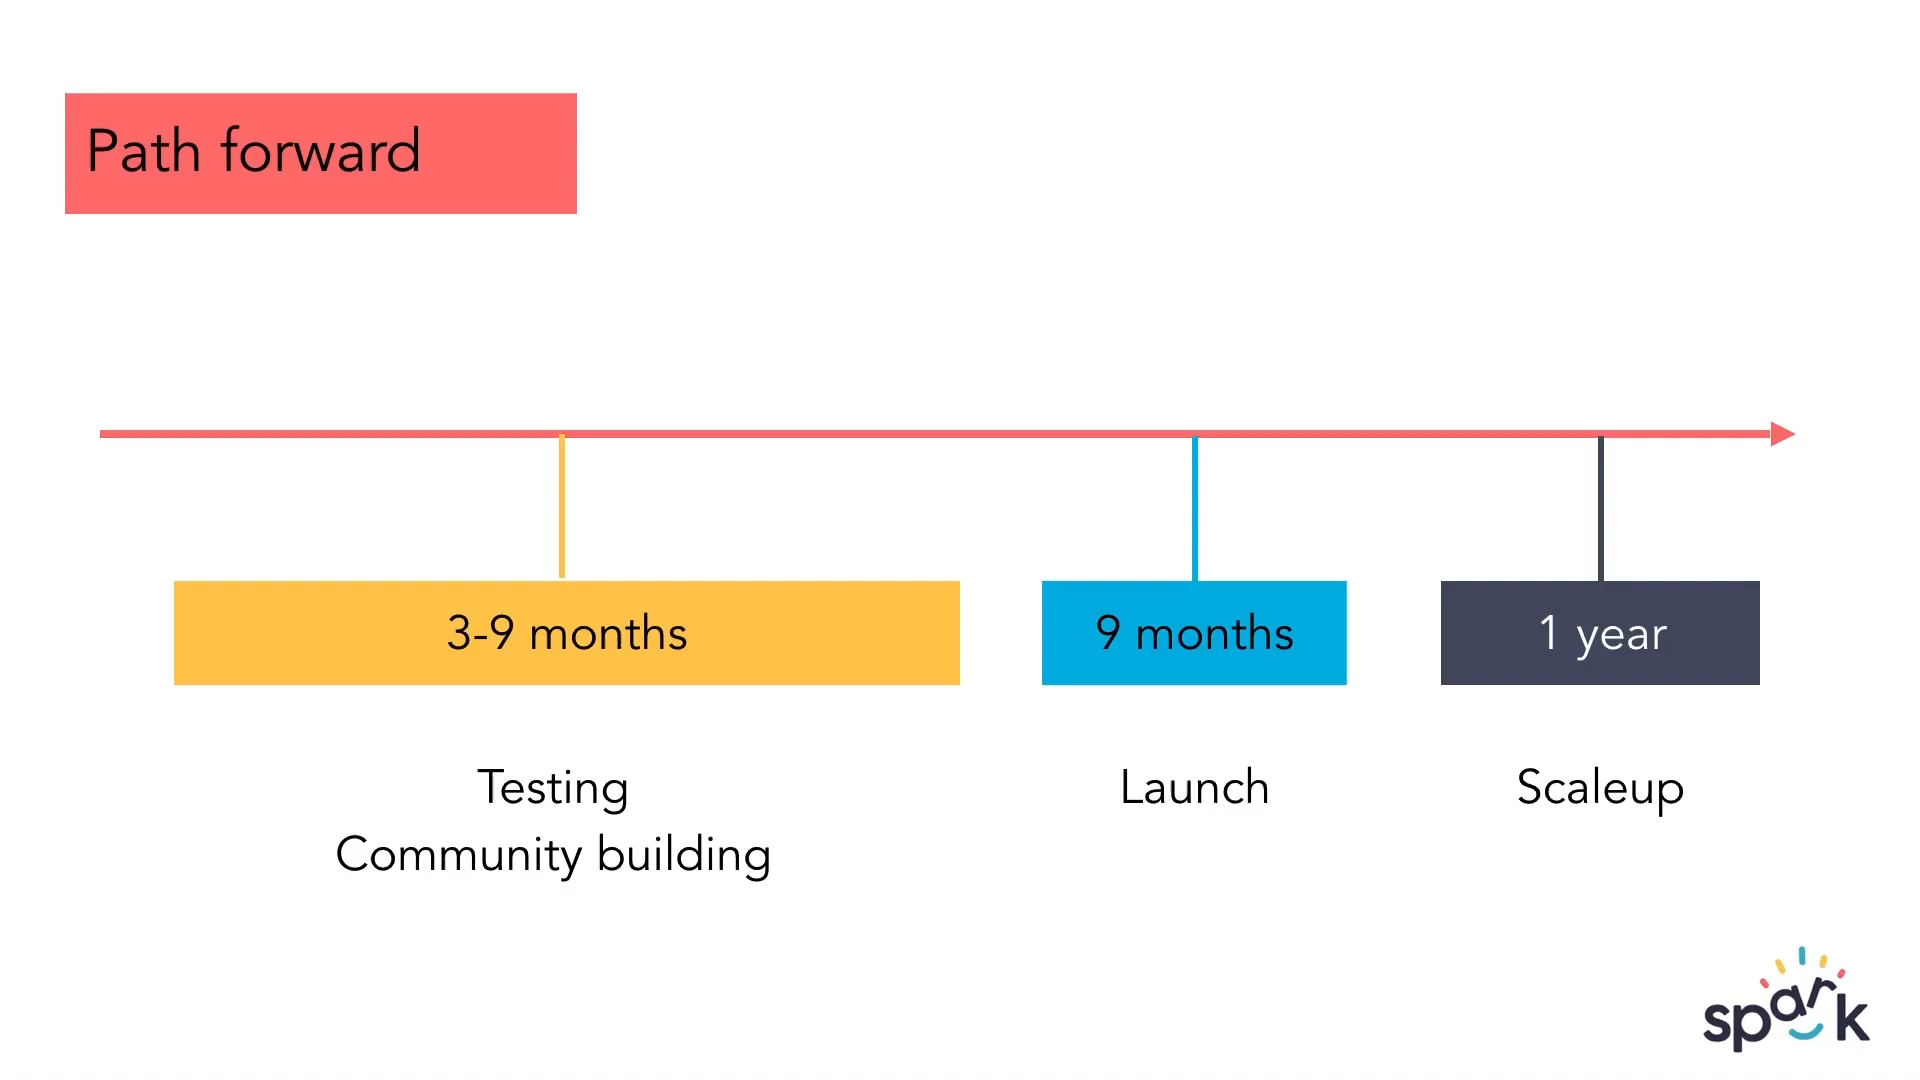 Path forward
3-9 months
9 months
1 year
Testing
Launch
Scaleup
Community building
spark